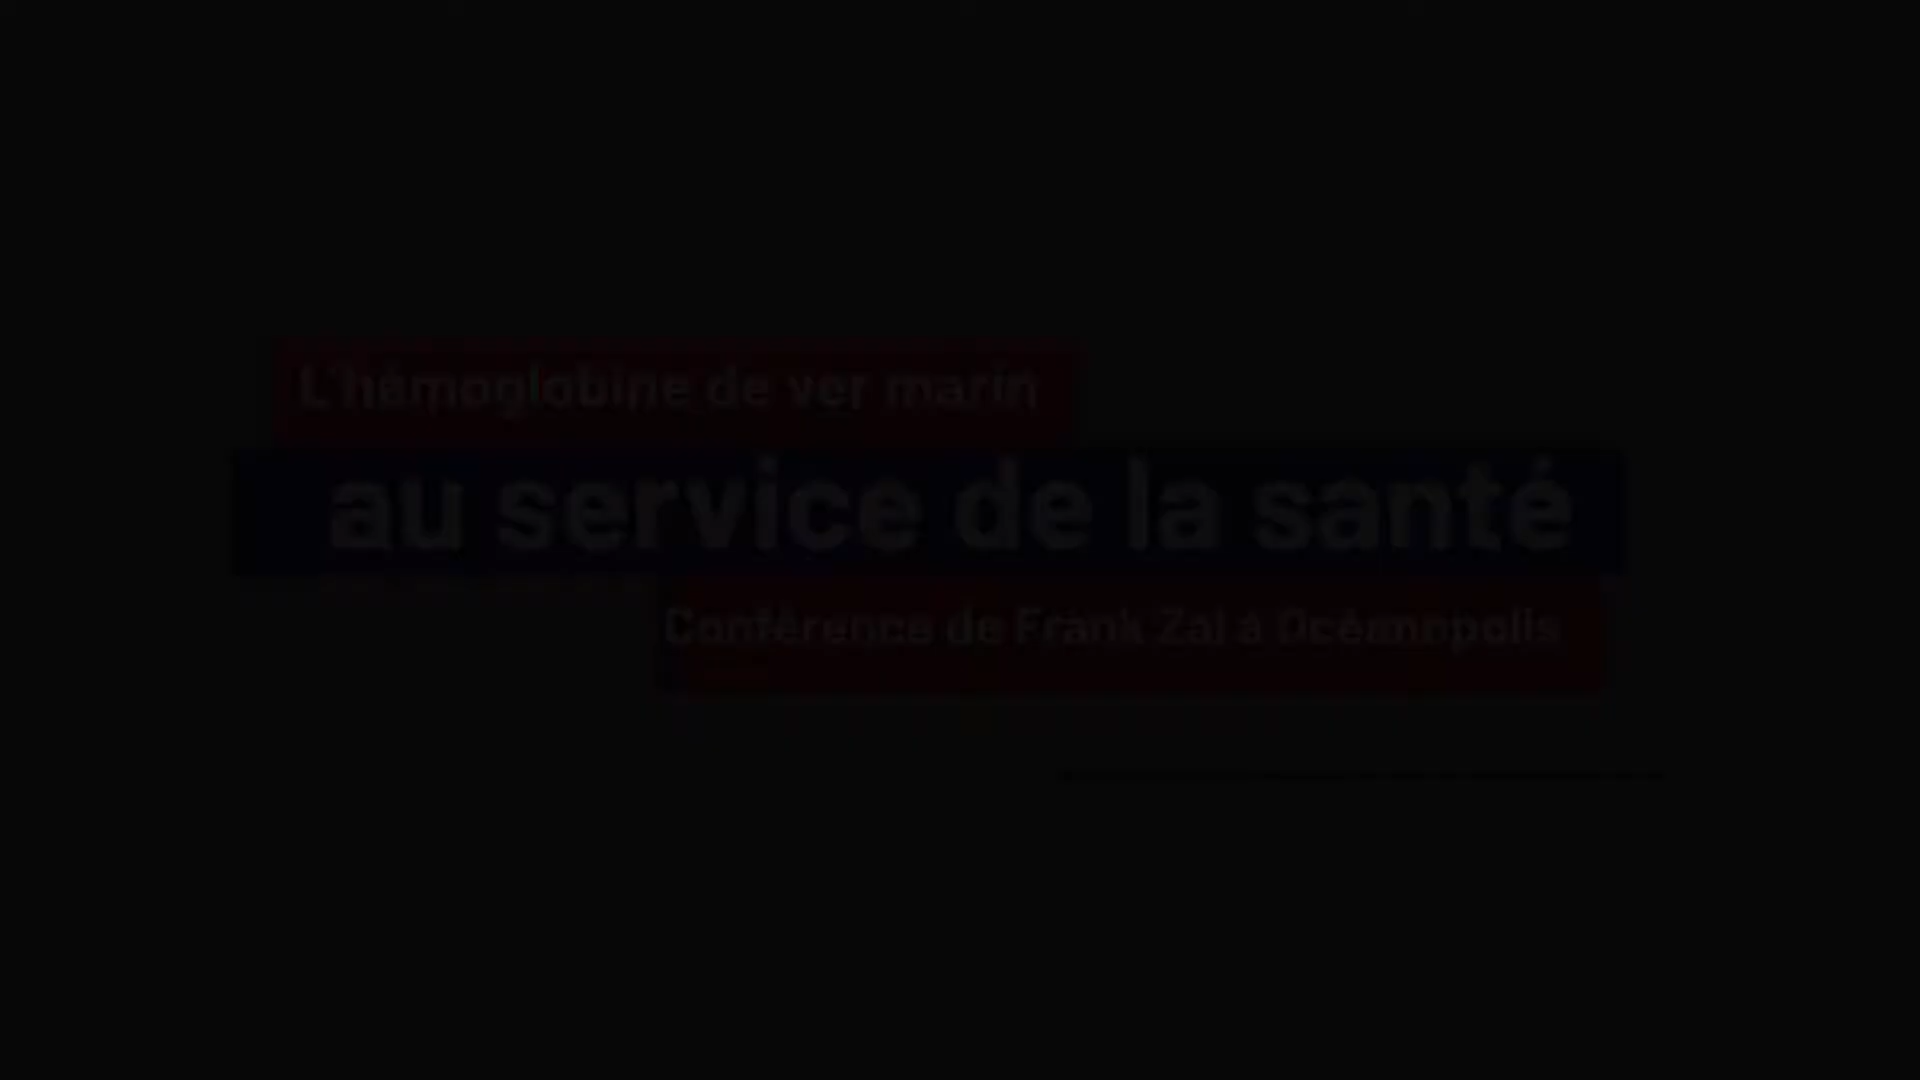 L'hémoglobine de ver marin
au service de la santé
Conférence de Frank Zal à Océanopolis